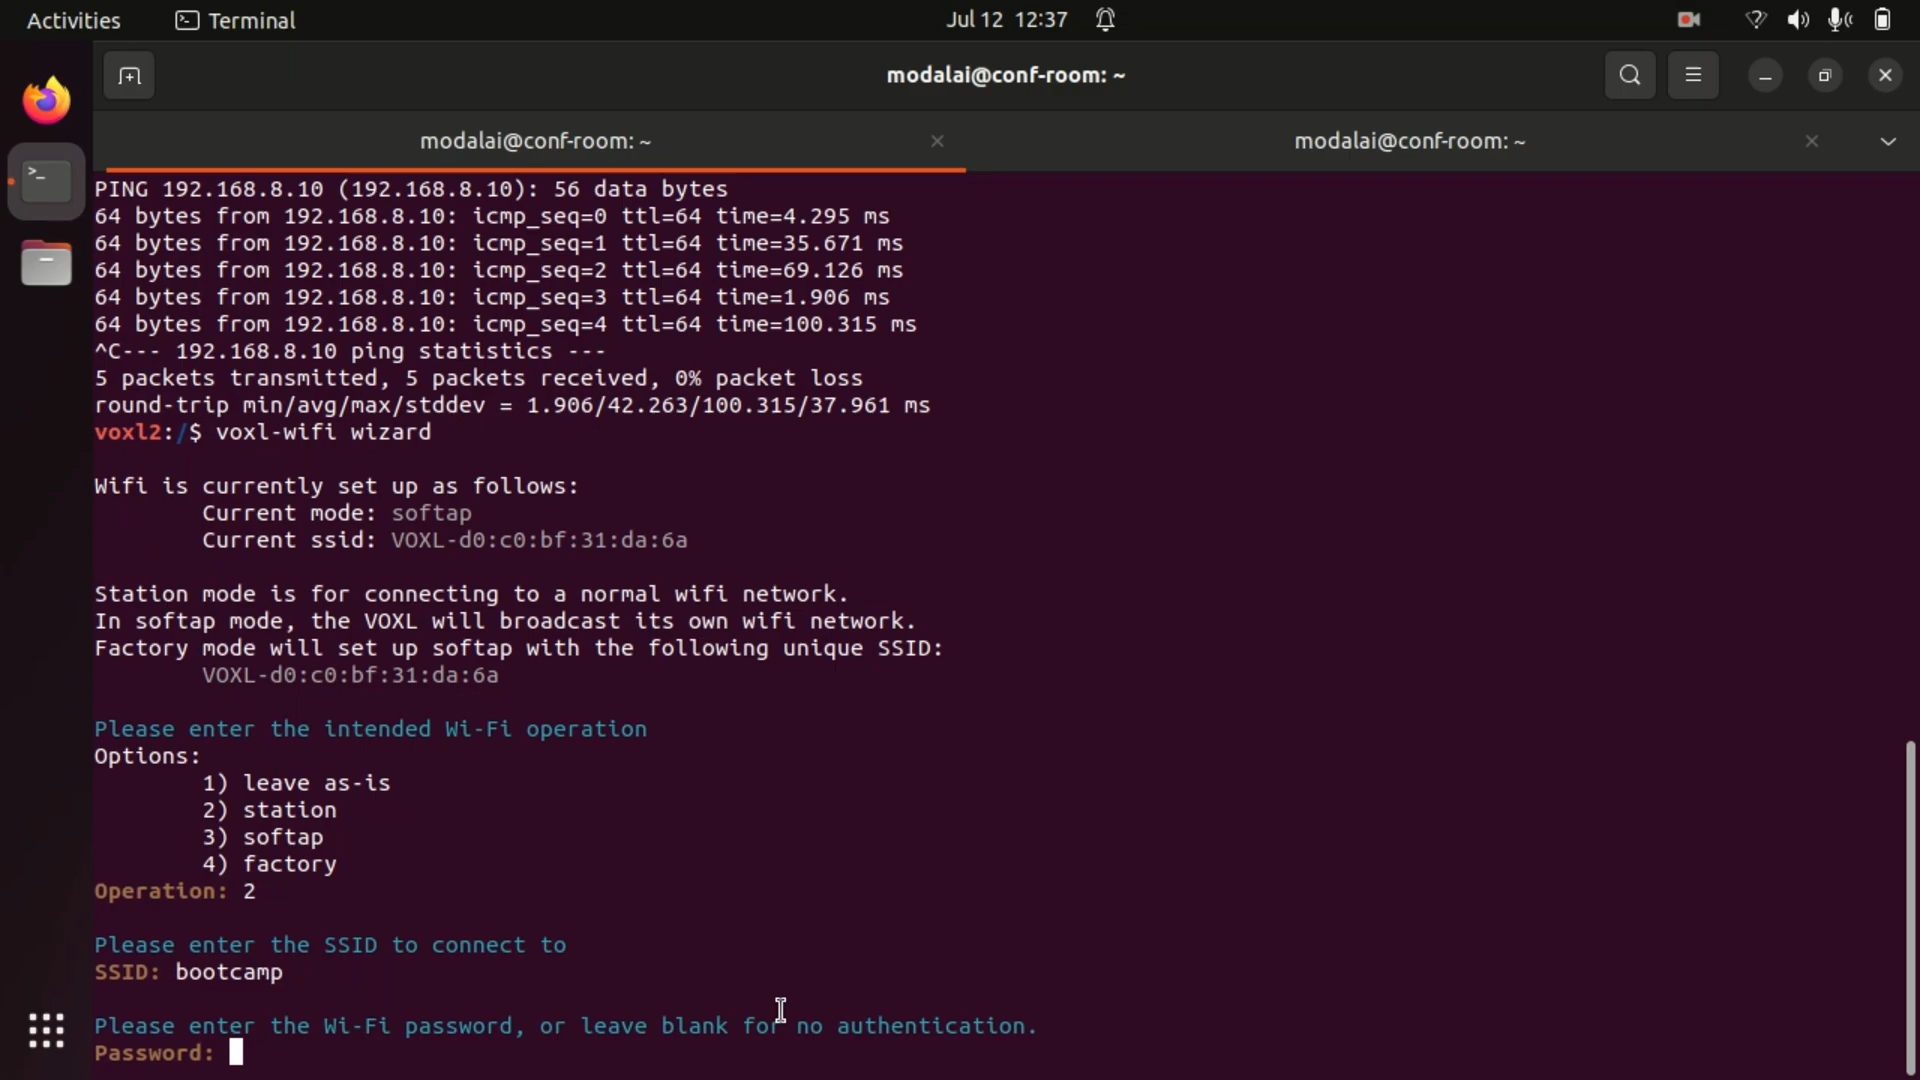 Activities
Terminal
Jul 12 12:37
modalai@conf-room: ~
modalai@conf-room: ~
modalai@conf-room: ~
PING 192.168.8.10 (192.168.8.10): 56 data bytes
64 bytes from 192.168.8.10: icmp_seq=0 ttl=64 time=4.295 ms
64 bytes from 192.168.8.10: icmp_seq=1 ttl=64 time=35.671 ms
64 bytes from 192.168.8.10: icmp_seq=2 ttl=64 time=69.126 ms
64 bytes from 192.168.8.10: icmp_seq=3 ttl=64 time=1.906 ms
64 bytes from 192.168.8.10: icmp_seq=4 ttl=64 time=100.315 ms
^C--- 192.168.8.10 ping statistics ---
5 packets transmitted, 5 packets received, 0% packet loss
round-trip min/avg/max/stddev = 1.906/42.263/100.315/37.961 ms
voxl2:/$ voxl-wifi wizard
Wifi is currently set up as follows:
Current mode: softap
Current ssid: VOXL-d0:c0:bf:31:da:6a
Station mode is for connecting to a normal wifi network.
In softap mode, the VOXL will broadcast its own wifi network.
Factory mode will set up softap with the following unique SSID:
VOXL-d0:c0:bf:31:da:6a
Please enter the intended Wi-Fi operation
Options:
1) leave as-is
2) station
3) softap
4) factory
Operation: 2
Please enter the SSID to connect to
SSID: bootcamp
Please enter the Wi-Fi password, or leave blank for no authentication.
Password: